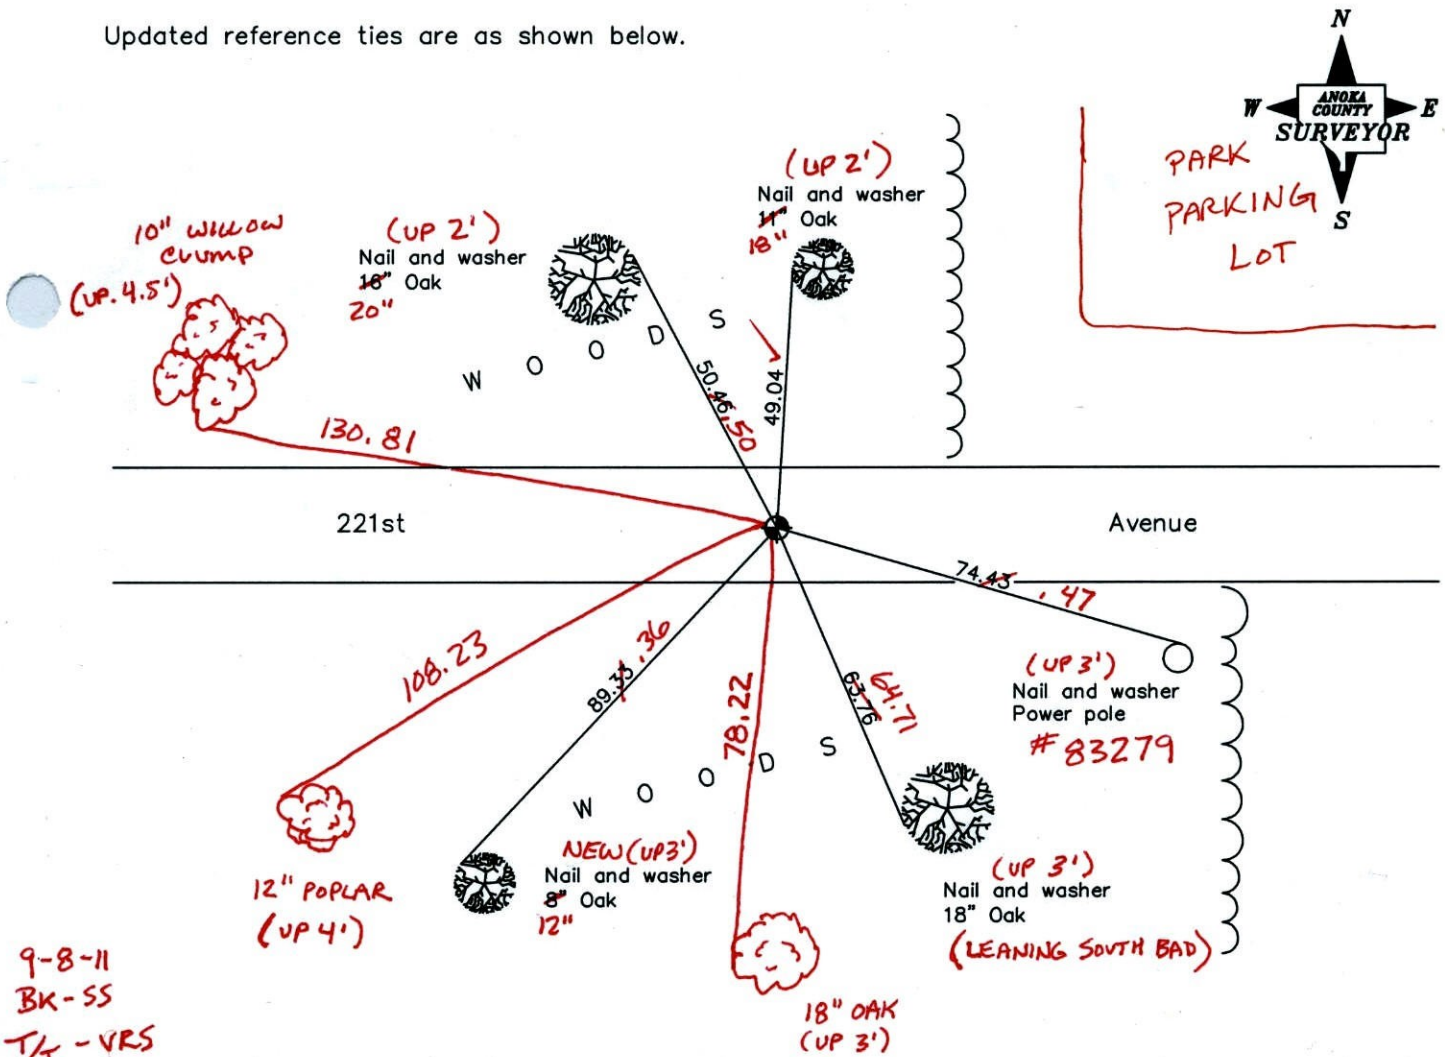 Updated reference ties are as shown below.
N
W
ANOKA
COUNTY
E
SURVEYOR
S
PARK
PARKING
LOT
(UP 2')
Nail and washer
11" Oak
18"
10" WILLOW
CLUMP
(UP. 4.5')
(UP 2')
Nail and washer
18" Oak
20"
WOODS
50.46
.50
49.04
130.81
221st
Avenue
74.43
.47
108.23
89.33
.36
78.22
63.76
64.71
(UP 3')
Nail and washer
Power pole
# 83279
WOODS
NEW (UP3')
Nail and washer
8" Oak
12"
12" POPLAR
(UP 4')
(UP 3')
Nail and washer
18" Oak
(LEANING SOUTH BAD)
18" OAK
(UP 3')
9-8-11
BK-SS
T/T - VRS